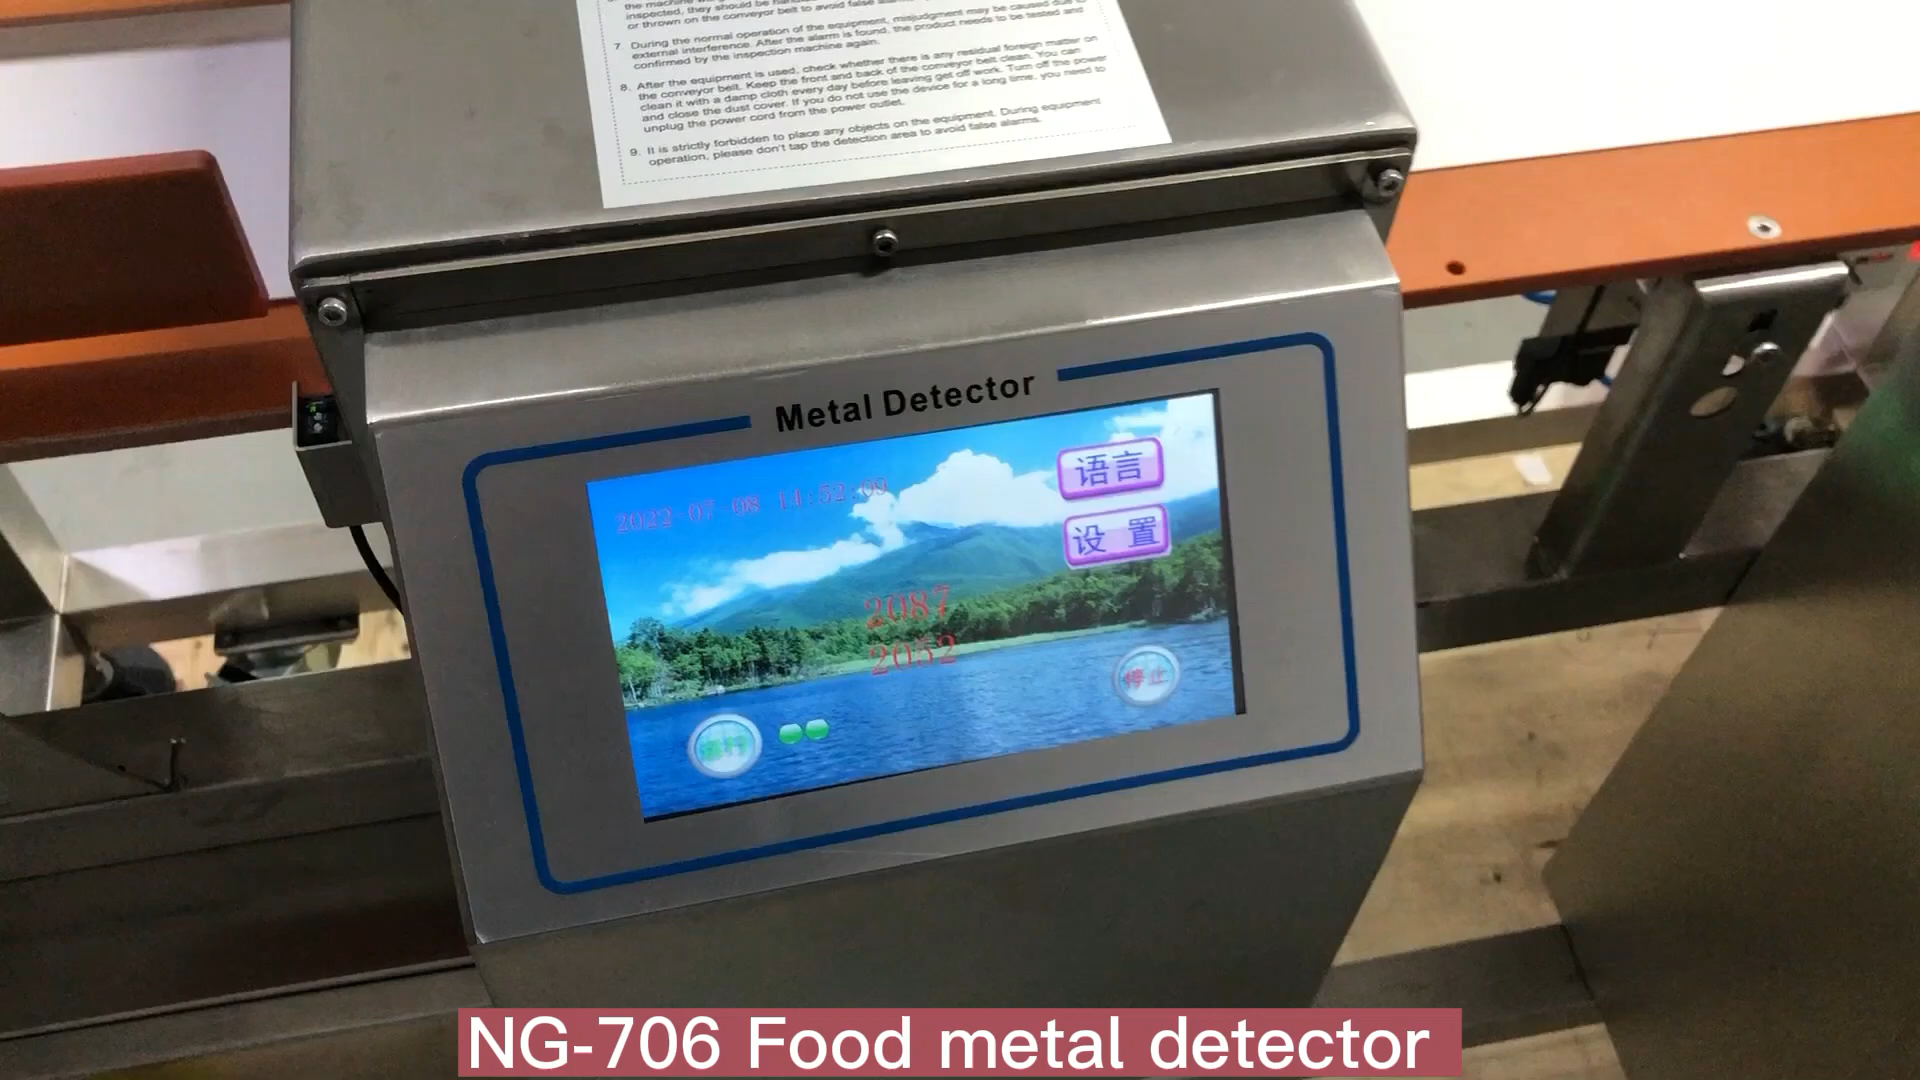 inspected, they should be
or thrown on the conveyor belt to avoid false
7 During the normal operation of the equipment, misjudgment may be caused due to
external interference. After the alarm is found, the product needs to be tested and
confirmed by the inspection machine again.
8. After the equipment is used, check whether there is any residual foreign matter on
the conveyor belt. Keep the front and back of the conveyor belt clean. You can
clean it with a damp cloth every day before leaving get off work. Turn off the power
and close the dust cover. If you do not use the device for a long time, you need to
unplug the power cord from the power outlet.
9. It is strictly forbidden to place any objects on the equipment. During equipment
operation, please don't tap the detection area to avoid false alarms.
Metal Detector
语言
2022-07-08 14:52:09
设 置
2087
2052
停止
运行
NG-706 Food metal detector